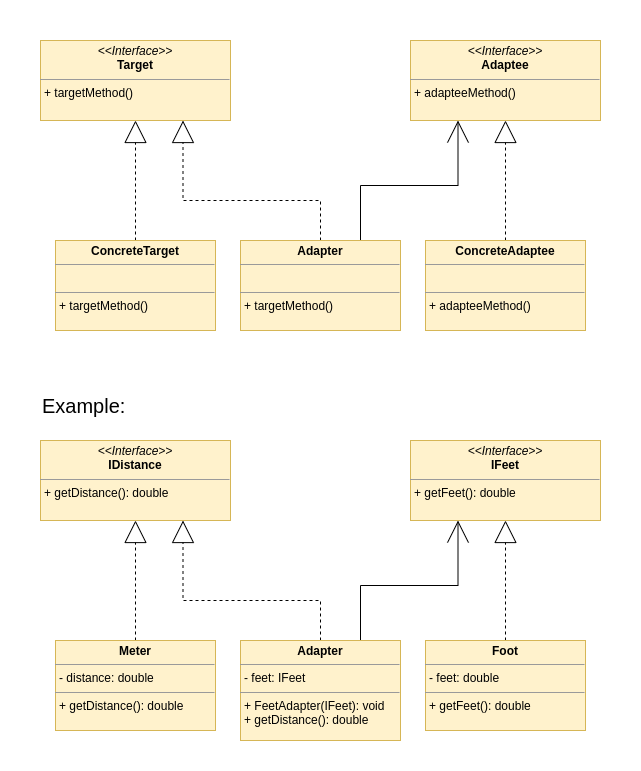 <<Interface>>
Target
+ targetMethod()
<<Interface>>
Adaptee
+ adapteeMethod()
ConcreteTarget
+ targetMethod()
Adapter
+ targetMethod()
ConcreteAdaptee
+ adapteeMethod()
Example:
<<Interface>>
IDistance
+ getDistance(): double
<<Interface>>
IFeet
+ getFeet(): double
Meter
- distance: double
+ getDistance(): double
Adapter
- feet: IFeet
+ FeetAdapter(IFeet): void
+ getDistance(): double
Foot
- feet: double
+ getFeet(): double